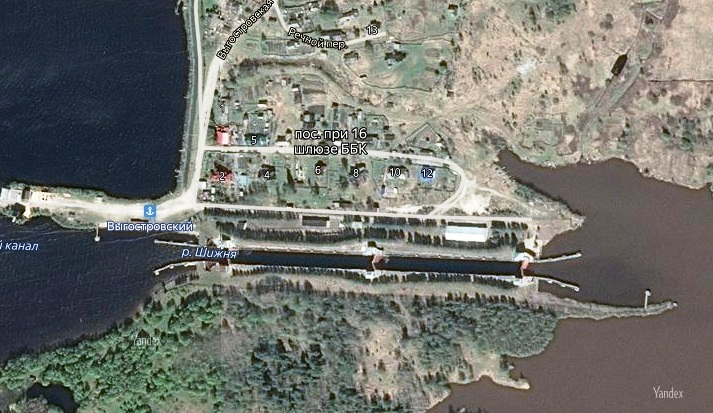 Выгостровская
Речной пер.
13
5
пос. при 16
шлюзе ББК
2
4
6
8
10
12
Выгостровский
й канал
р. Шижня
Yandex
Yandex